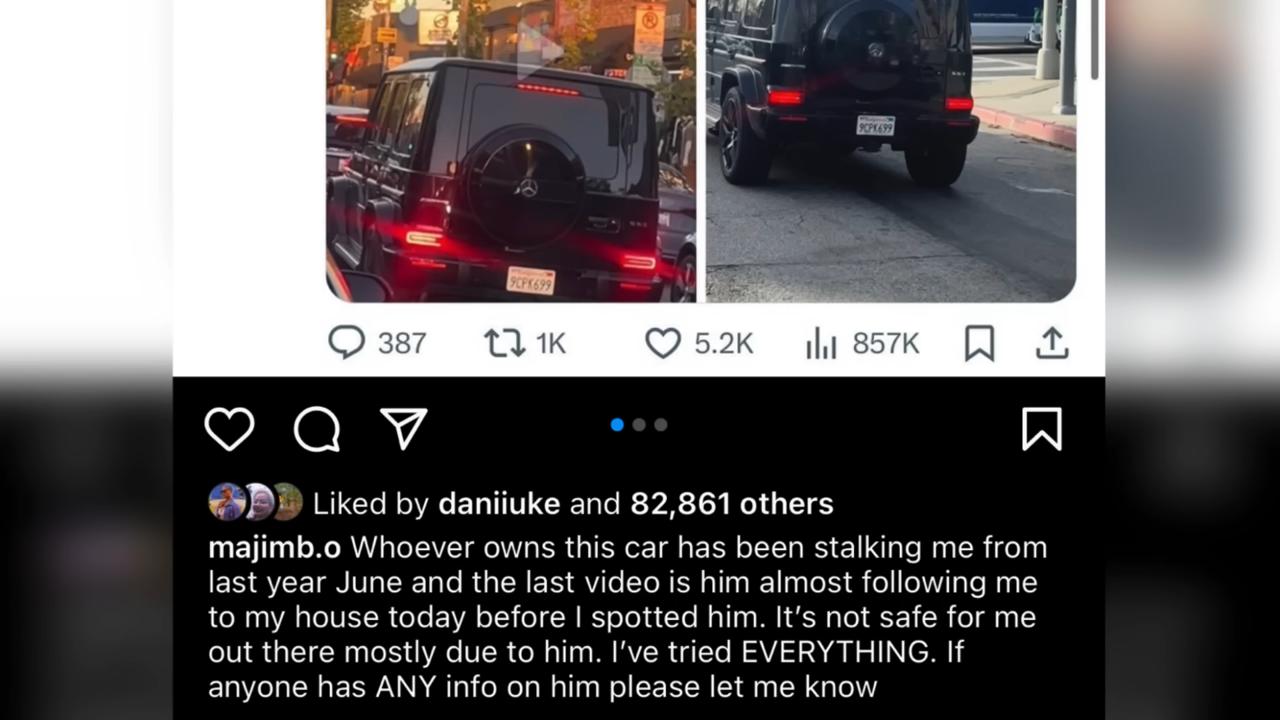 9CPK699
9CPK699
387
1K
5.2K
857K
Liked by daniiuke and 82,861 others
majimb.o Whoever owns this car has been stalking me from
last year June and the last video is him almost following me
to my house today before I spotted him. It’s not safe for me
out there mostly due to him. I’ve tried EVERYTHING. If
anyone has ANY info on him please let me know